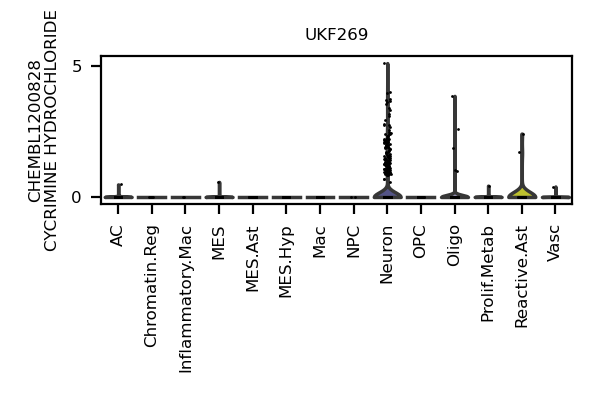 UKF269
CHEMBL1200828
CYCRIMINE HYDROCHLORIDE
5
0
AC
Chromatin.Reg
Inflammatory.Mac
MES
MES.Ast
MES.Hyp
Mac
NPC
Neuron
OPC
Oligo
Prolif.Metab
Reactive.Ast
Vasc